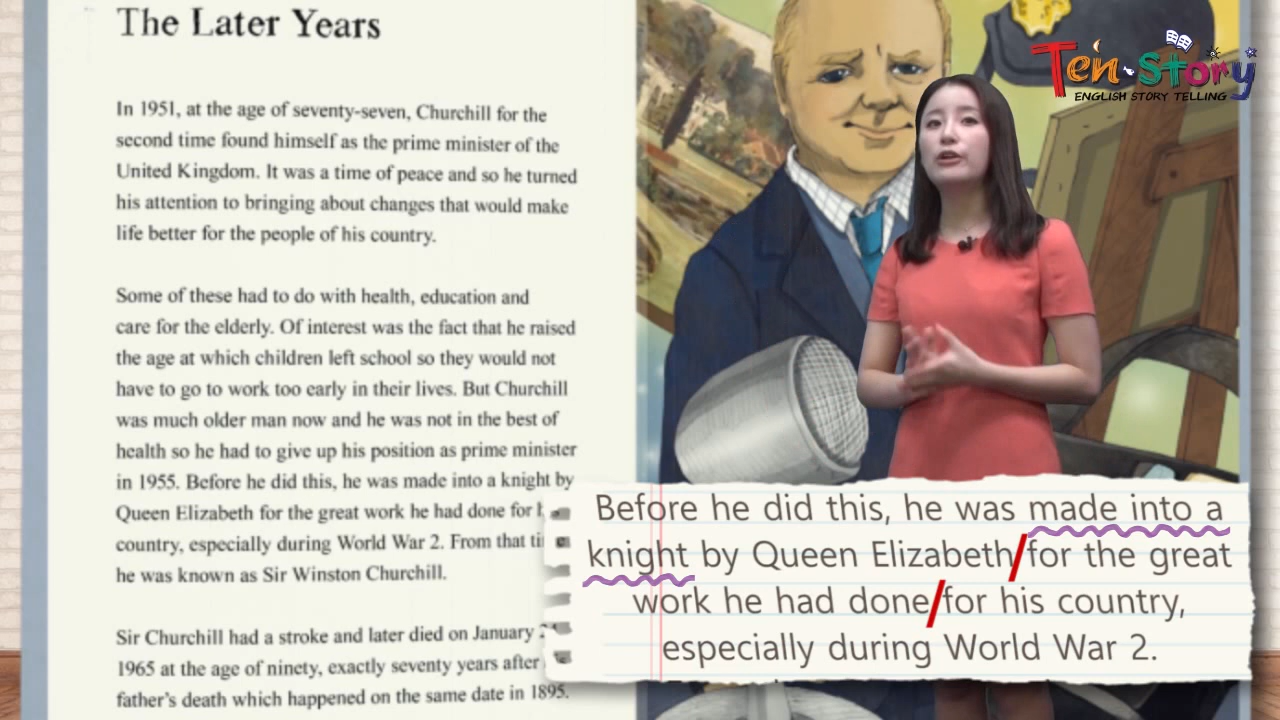 The Later Years
In 1951, at the age of seventy-seven, Churchill for the
second time found himself as the prime minister of the
United Kingdom. It was a time of peace and so he turned
his attention to bringing about changes that would make
life better for the people of his country.
Some of these had to do with health, education and
care for the elderly. Of interest was the fact that he raised
the age at which children left school so they would not
have to go to work too early in their lives. But Churchill
was much older man now and he was not in the best of
health so he had to give up his position as prime minister
in 1955. Before he did this, he was made into a knight by
Queen Elizabeth for the great work he had done for
country, especially during World War 2. From that
he was known as Sir Winston Churchill.
Sir Churchill had a stroke and later died on January
1965 at the age of ninety, exactly seventy years after
father's death which happened on the same date in 1895.
Ten Story
ENGLISH STORY TELLING
Before he did this, he was made into a
knight by Queen Elizabeth/for the great
work he had done/for his country,
especially during World War 2.